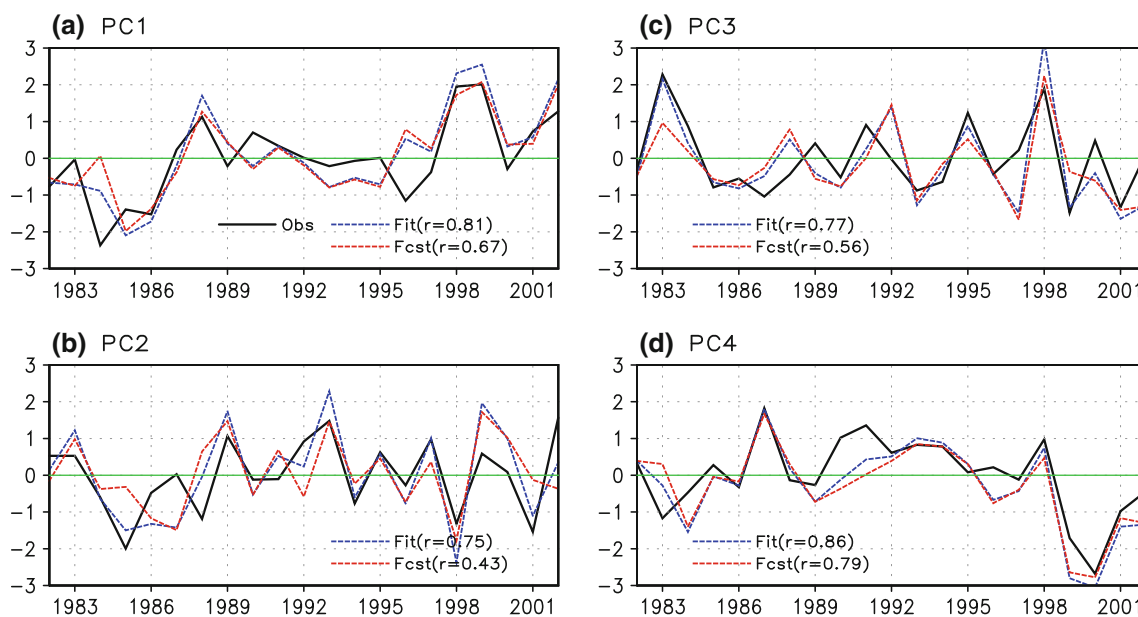 (a) PC1
3
2
1
0
−1
−2
−3
Obs
Fit(r=0.81)
Fcst(r=0.67)
1983 1986 1989 1992 1995 1998 2001
(b) PC2
3
2
1
0
−1
−2
−3
Fit(r=0.75)
Fcst(r=0.43)
1983 1986 1989 1992 1995 1998 2001
(c) PC3
3
2
1
0
−1
−2
−3
Fit(r=0.77)
Fcst(r=0.56)
1983 1986 1989 1992 1995 1998 2001
(d) PC4
3
2
1
0
−1
−2
−3
Fit(r=0.86)
Fcst(r=0.79)
1983 1986 1989 1992 1995 1998 2001